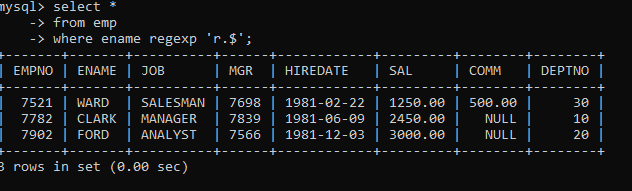 mysql> select *
    -> from emp
    -> where ename regexp 'r.$';
+-------+-------+----------+------+------------+---------+--------+--------+
| EMPNO | ENAME | JOB      | MGR  | HIREDATE   | SAL     | COMM   | DEPTNO |
+-------+-------+----------+------+------------+---------+--------+--------+
|  7521 | WARD  | SALESMAN | 7698 | 1981-02-22 | 1250.00 | 500.00 |     30 |
|  7782 | CLARK | MANAGER  | 7839 | 1981-06-09 | 2450.00 |   NULL |     10 |
|  7902 | FORD  | ANALYST  | 7566 | 1981-12-03 | 3000.00 |   NULL |     20 |
+-------+-------+----------+------+------------+---------+--------+--------+
3 rows in set (0.00 sec)